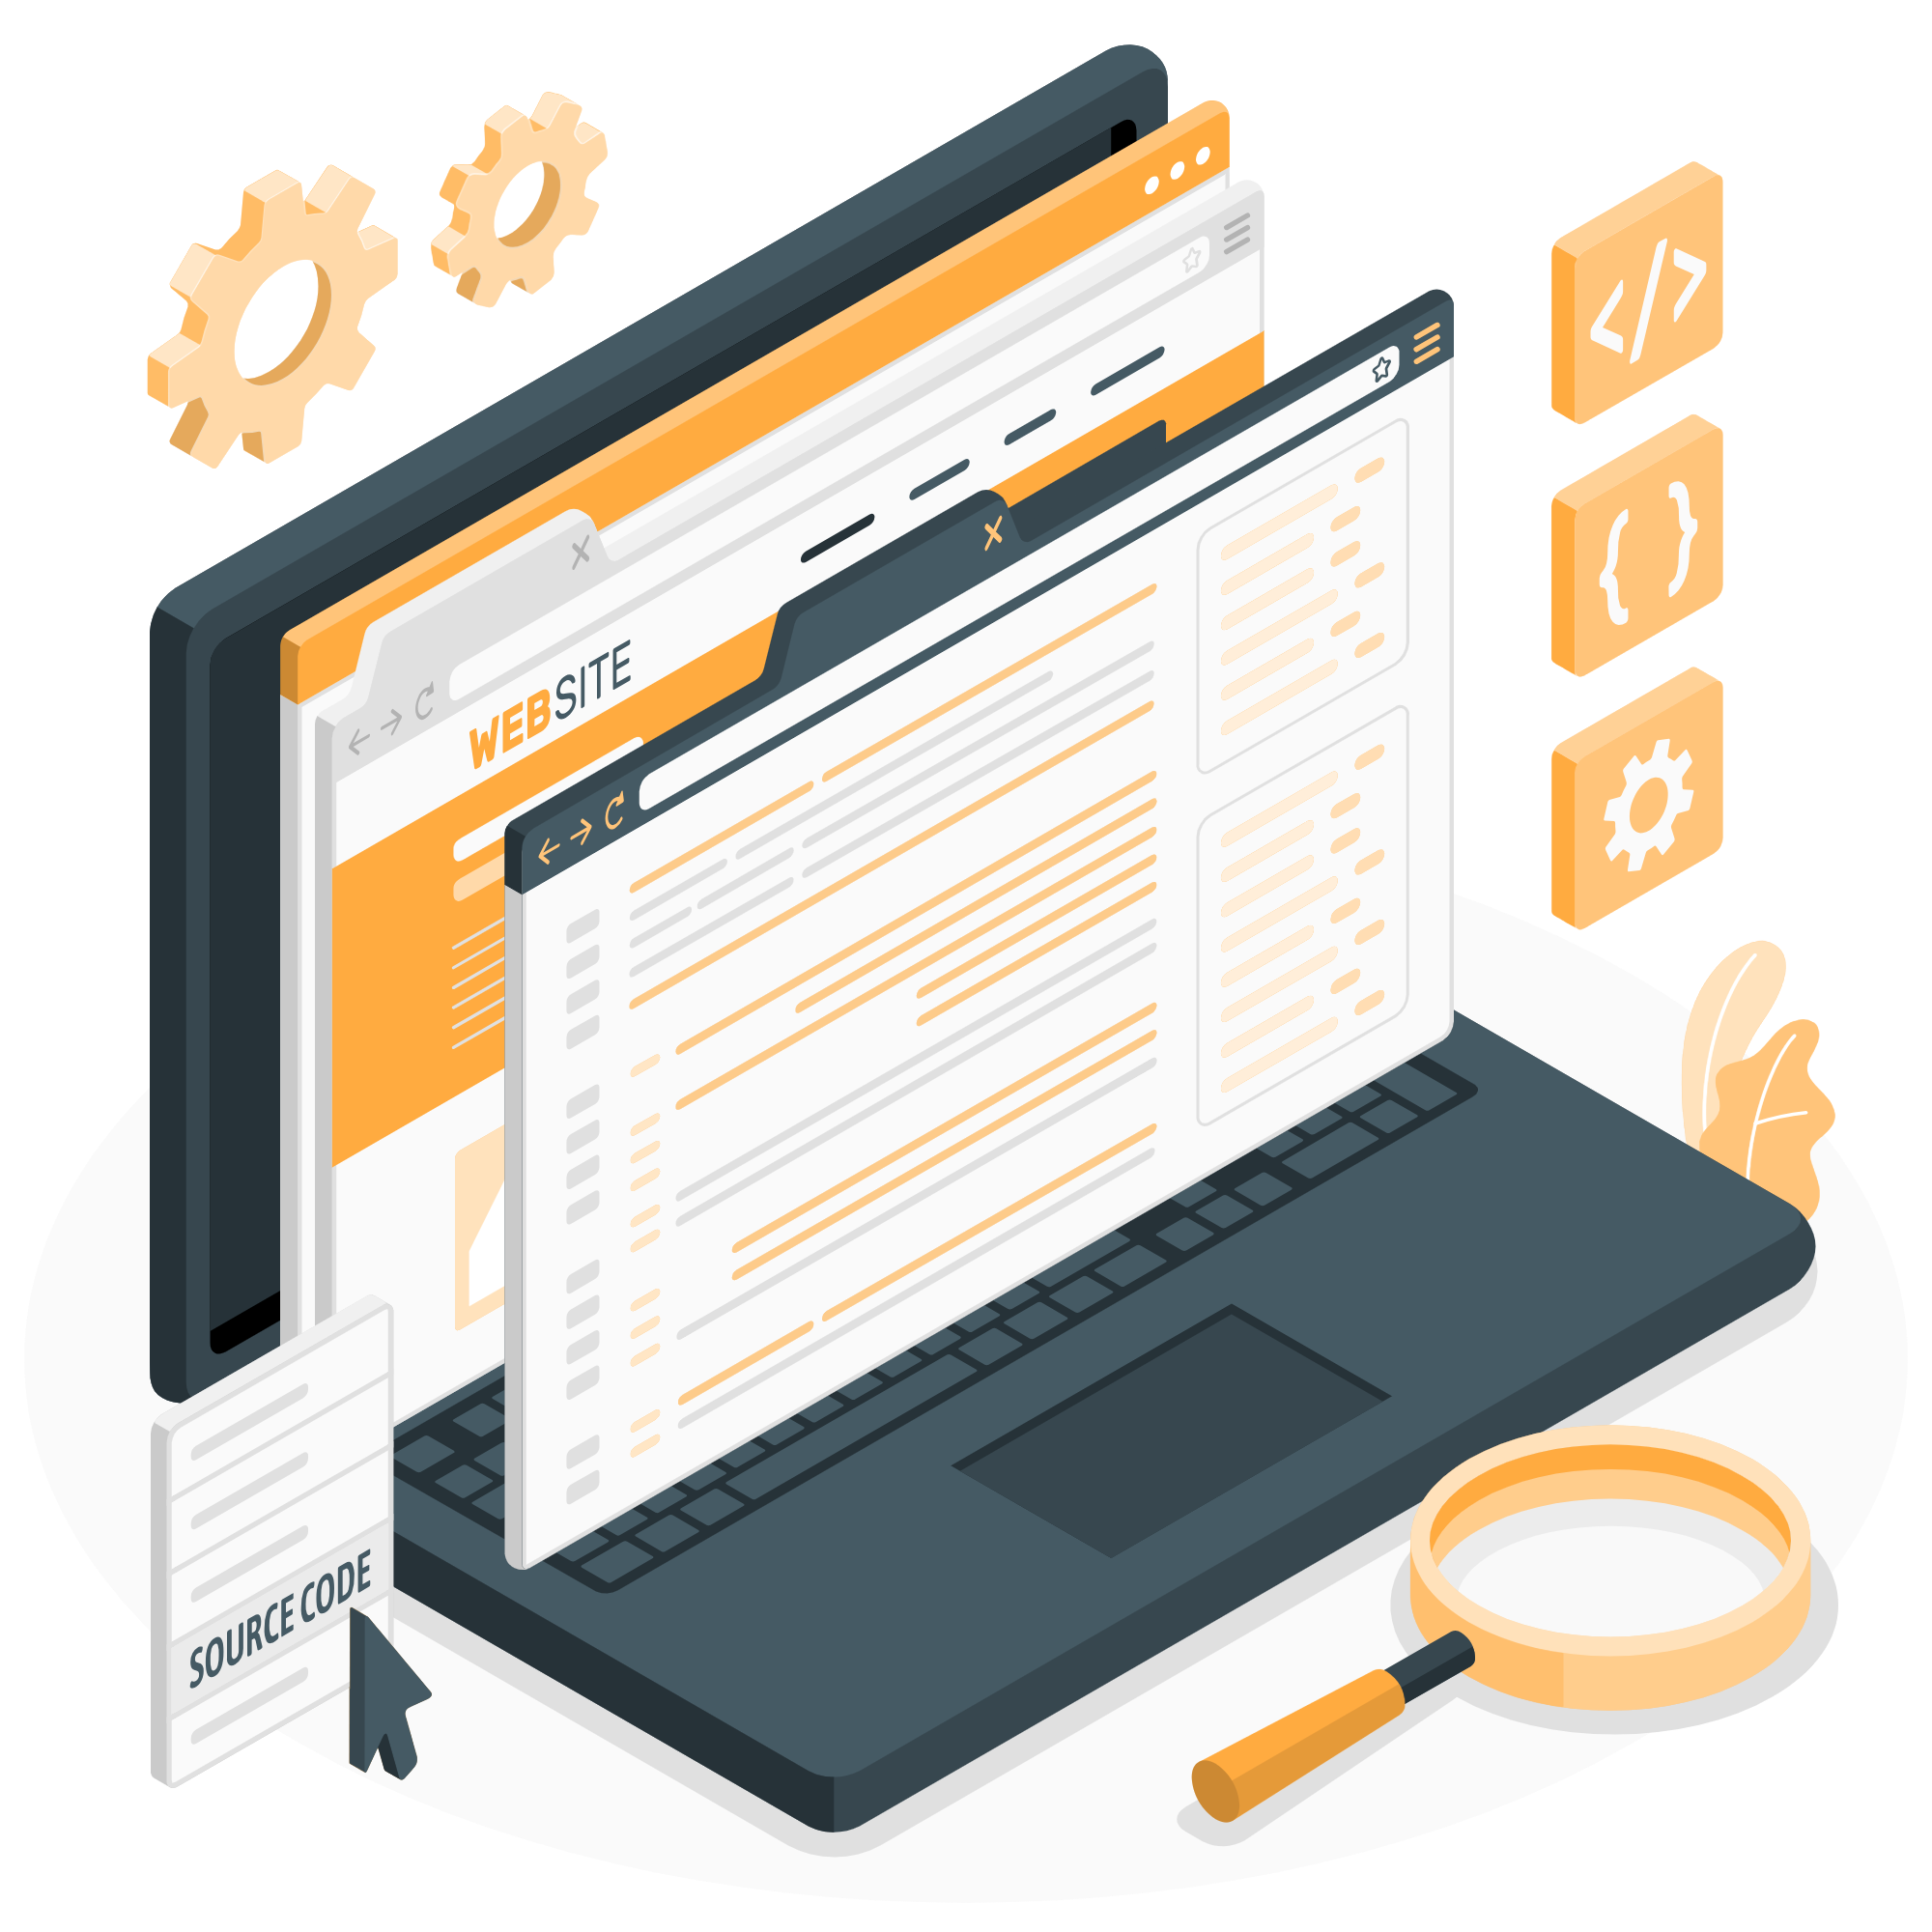 </>
{ }
WEBSITE
SOURCE CODE